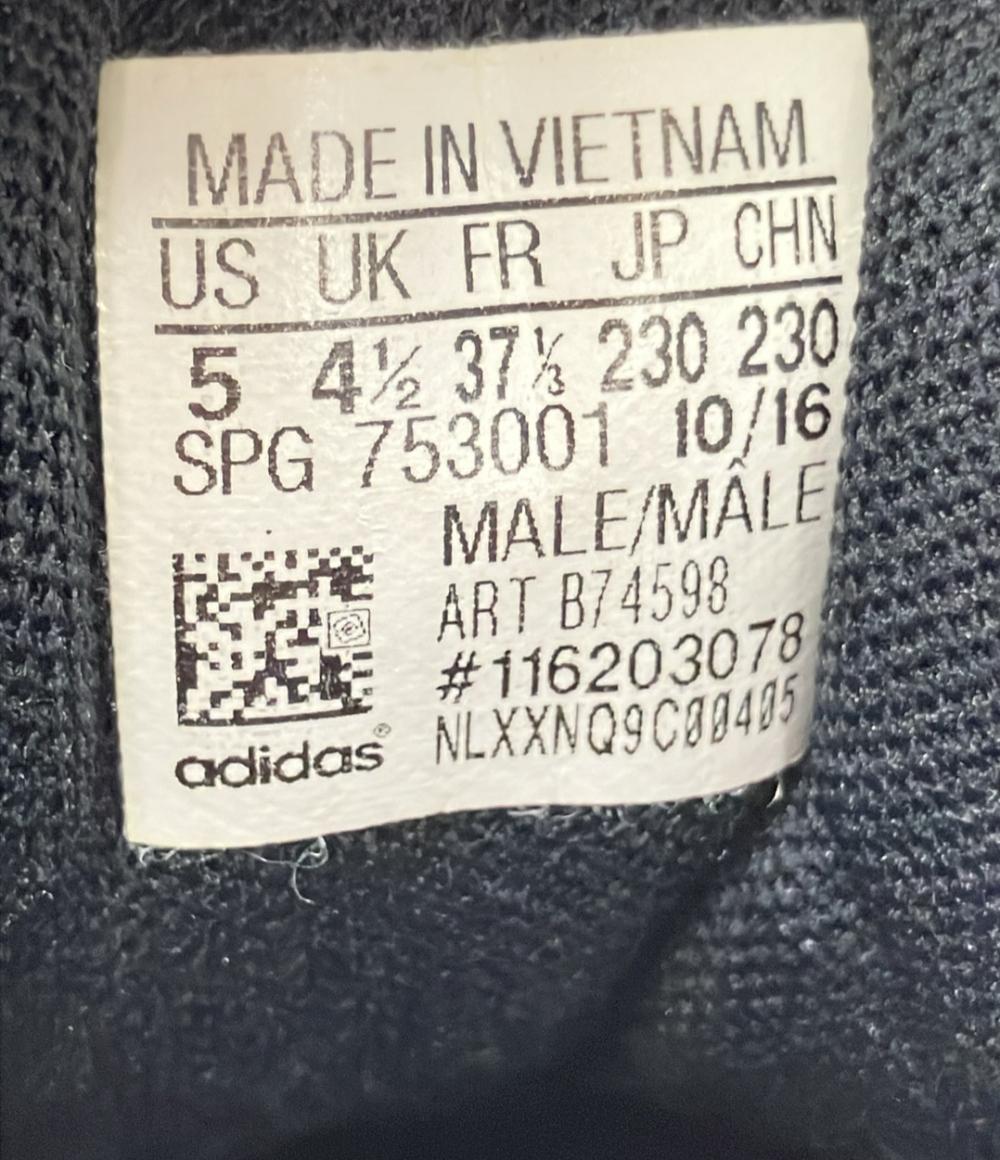 MADE IN VIETNAM
US UK FR JP CHN
5 4½ 37⅓ 230 230
SPG 753001 10/16
MALE/MÂLE
ART B74598
#116203078
NLXXNQ9C00405
adidas®